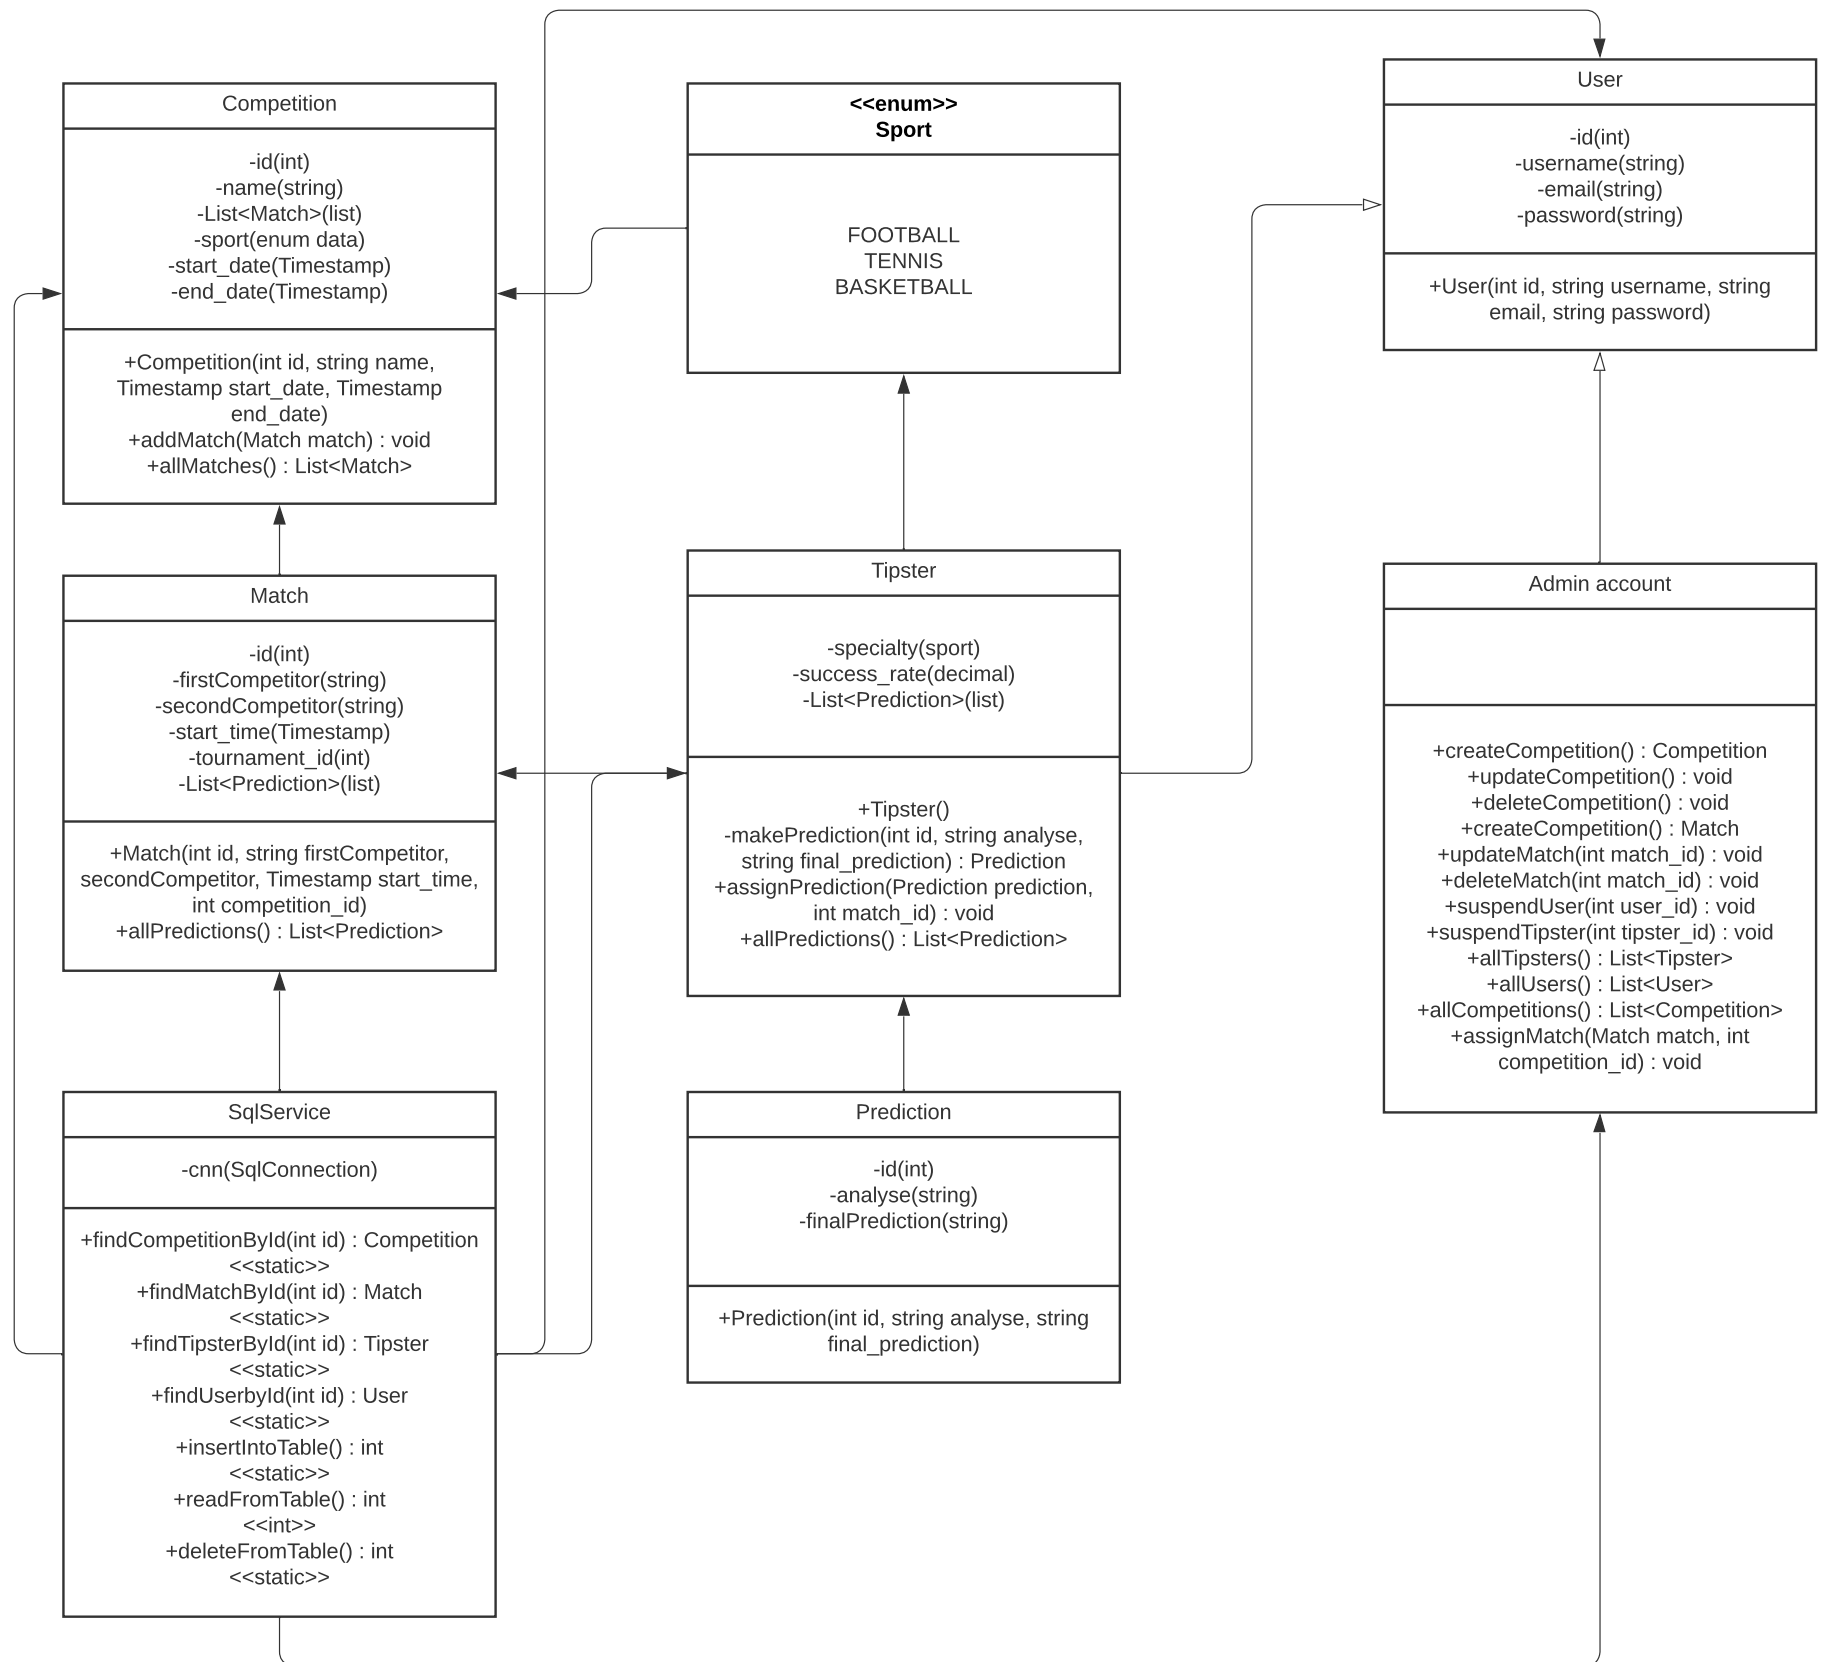 Competition
-id(int)
-name(string)
-List<Match>(list)
-sport(enum data)
-start_date(Timestamp)
-end_date(Timestamp)
+Competition(int id, string name,
Timestamp start_date, Timestamp
end_date)
+addMatch(Match match) : void
+allMatches() : List<Match>
<<enum>>
Sport
FOOTBALL
TENNIS
BASKETBALL
User
-id(int)
-username(string)
-email(string)
-password(string)
+User(int id, string username, string
email, string password)
Match
-id(int)
-firstCompetitor(string)
-secondCompetitor(string)
-start_time(Timestamp)
-tournament_id(int)
-List<Prediction>(list)
+Match(int id, string firstCompetitor,
secondCompetitor, Timestamp start_time,
int competition_id)
+allPredictions() : List<Prediction>
Tipster
-specialty(sport)
-success_rate(decimal)
-List<Prediction>(list)
+Tipster()
-makePrediction(int id, string analyse,
string final_prediction) : Prediction
+assignPrediction(Prediction prediction,
int match_id) : void
+allPredictions() : List<Prediction>
Admin account
+createCompetition() : Competition
+updateCompetition() : void
+deleteCompetition() : void
+createCompetition() : Match
+updateMatch(int match_id) : void
+deleteMatch(int match_id) : void
+suspendUser(int user_id) : void
+suspendTipster(int tipster_id) : void
+allTipsters() : List<Tipster>
+allUsers() : List<User>
+allCompetitions() : List<Competition>
+assignMatch(Match match, int
competition_id) : void
SqlService
-cnn(SqlConnection)
+findCompetitionById(int id) : Competition
<<static>>
+findMatchById(int id) : Match
<<static>>
+findTipsterById(int id) : Tipster
<<static>>
+findUserbyId(int id) : User
<<static>>
+insertIntoTable() : int
<<static>>
+readFromTable() : int
<<int>>
+deleteFromTable() : int
<<static>>
Prediction
-id(int)
-analyse(string)
-finalPrediction(string)
+Prediction(int id, string analyse, string
final_prediction)